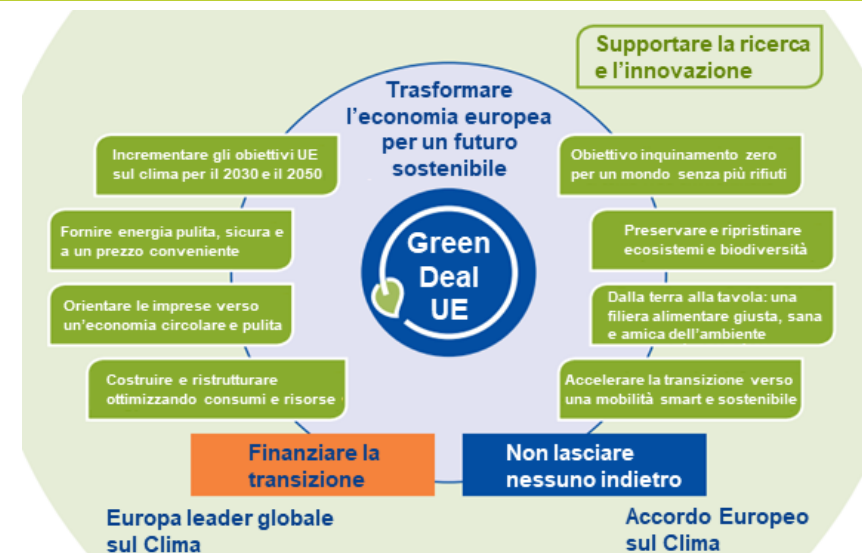 Supportare la ricerca
e l'innovazione
Trasformare
l'economia europea
per un futuro
sostenibile
Incrementare gli obiettivi UE
sul clima per il 2030 e il 2050
Fornire energia pulita, sicura e
a un prezzo conveniente
Orientare le imprese verso
un'economia circolare e pulita
Costruire e ristrutturare
ottimizzando consumi e risorse
Green
Deal
UE
Obiettivo inquinamento zero
per un mondo senza più rifiuti
Preservare e ripristinare
ecosistemi e biodiversità
Dalla terra alla tavola: una
filiera alimentare giusta, sana
e amica dell'ambiente
Accelerare la transizione verso
una mobilità smart e sostenibile
Finanziare la
transizione
Non lasciare
nessuno indietro
Europa leader globale
sul Clima
Accordo Europeo
sul Clima